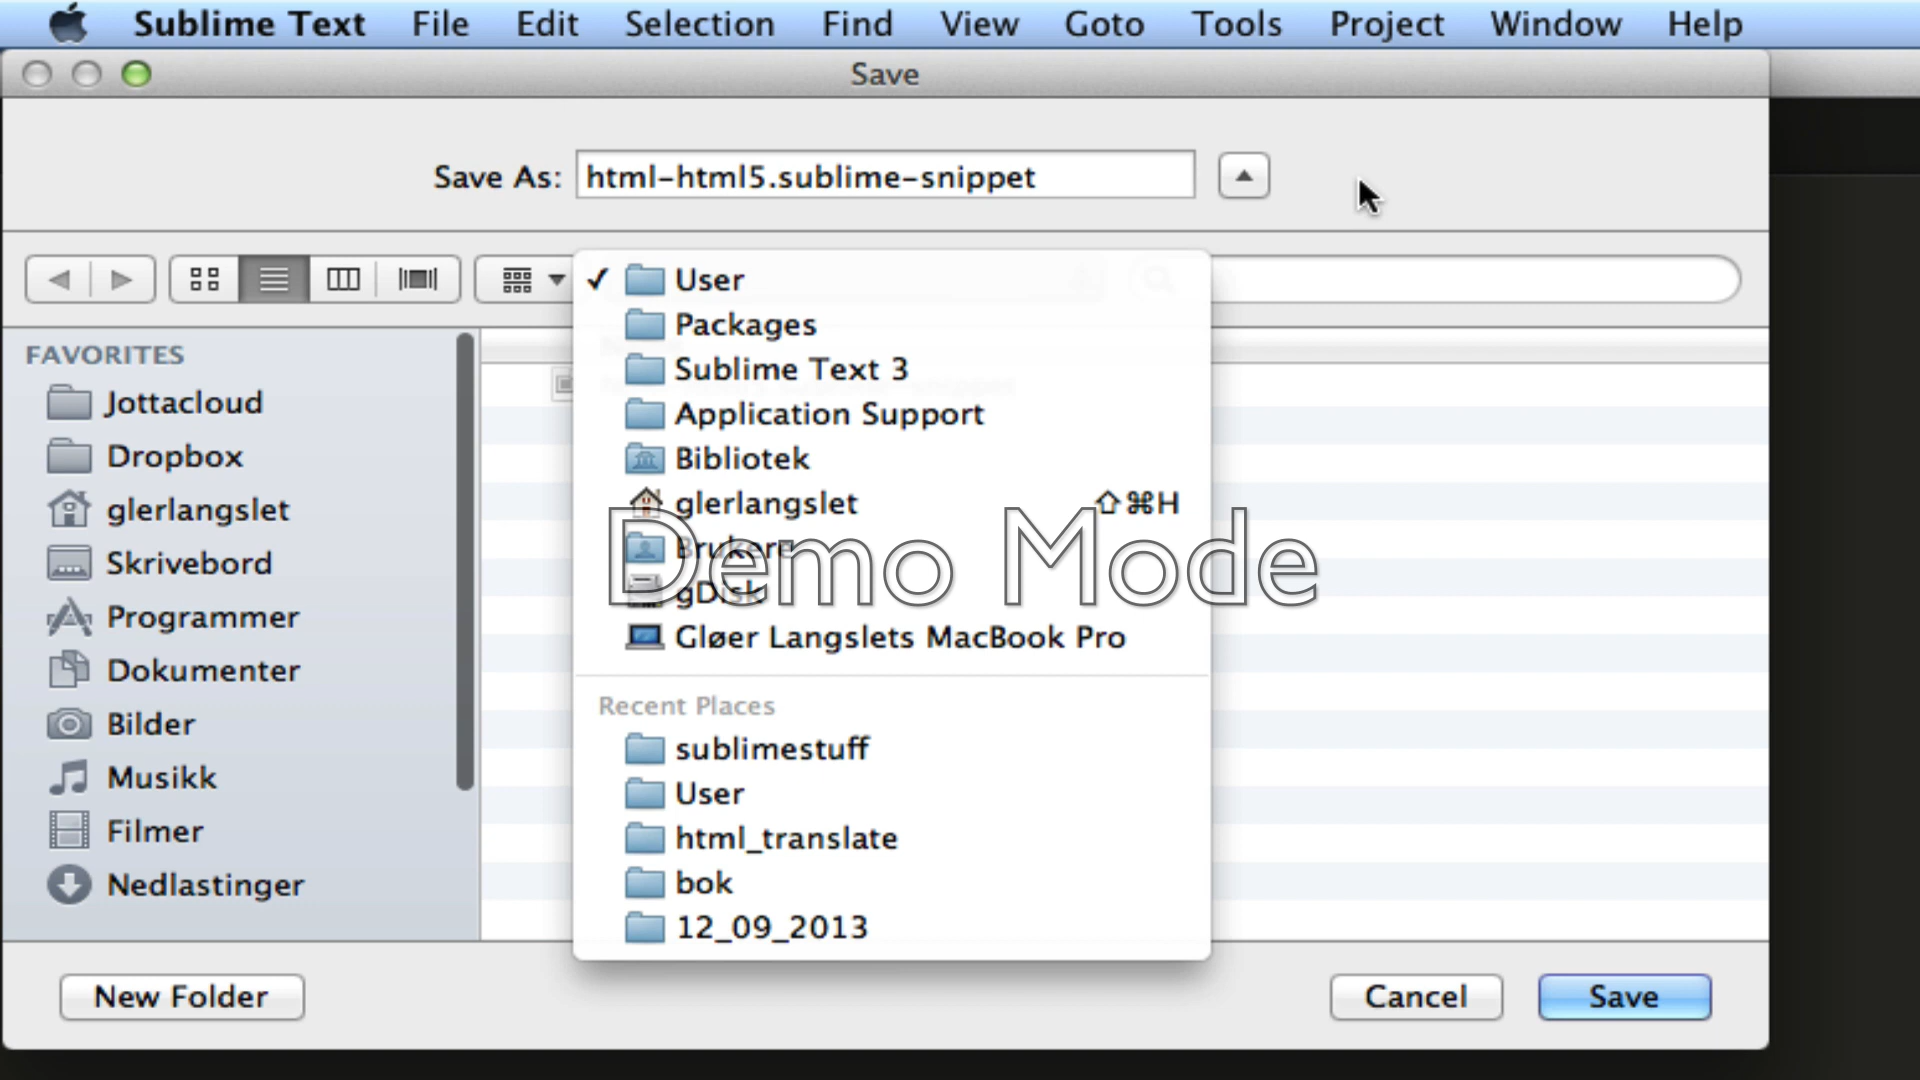 Sublime Text File Edit Selection Find View Goto Tools Project Window Help
Save
Save As: html-html5.sublime-snippet
✓ User
Packages
Sublime Text 3
Application Support
Bibliotek
glerlangslet ⇧⌘H
Brukere
gDisk
Gløer Langslets MacBook Pro
Recent Places
sublimestuff
User
html_translate
bok
12_09_2013
FAVORITES
Jottacloud
Dropbox
glerlangslet
Skrivebord
Programmer
Dokumenter
Bilder
Musikk
Filmer
Nedlastinger
Demo Mode
New Folder Cancel Save